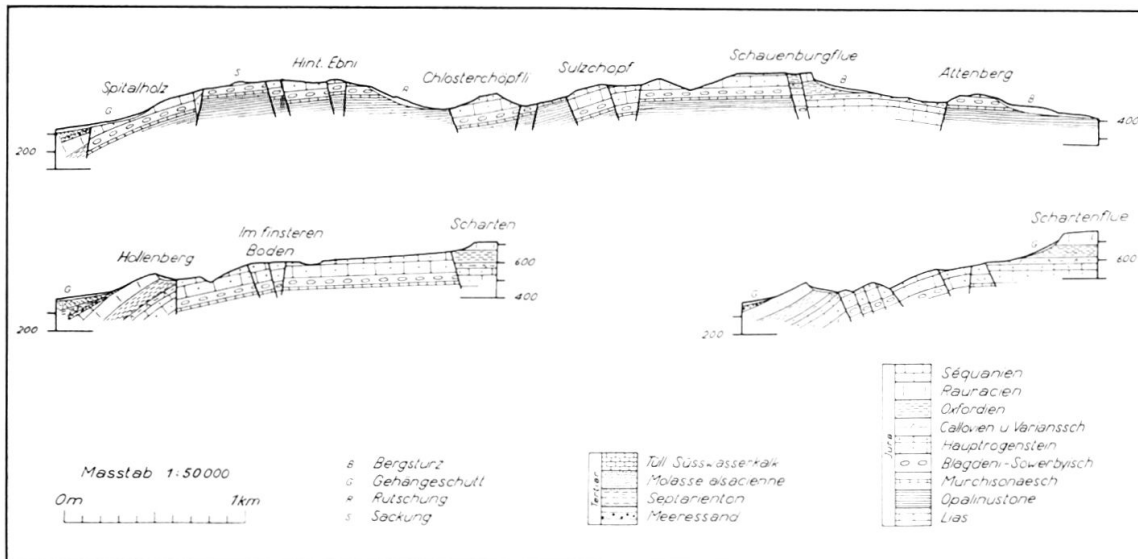 Spitalholz
S
Hint. Ebni
Chlosterchöpfli
Sulzchopf
Schauenburgflue
Attenberg
G
R
B
B
200
400
Hollenberg
Im finsteren
Boden
Scharten
G
600
400
200
Schartenflue
G
G
600
200
Masstab 1:50000
0m 1km
B Bergsturz
G Gehängeschutt
R Rutschung
S Sackung
Tertiär
Tüll. Süsswasserkalk
Molasse alsacienne
Septarienton
Meeressand
Jura
Séquanien
Rauracien
Oxfordien
Callovien u Varianssch
Hauptrogenstein
Blagdeni-Sowerbyisch
Murchisonaesch
Opalinustone
Lias